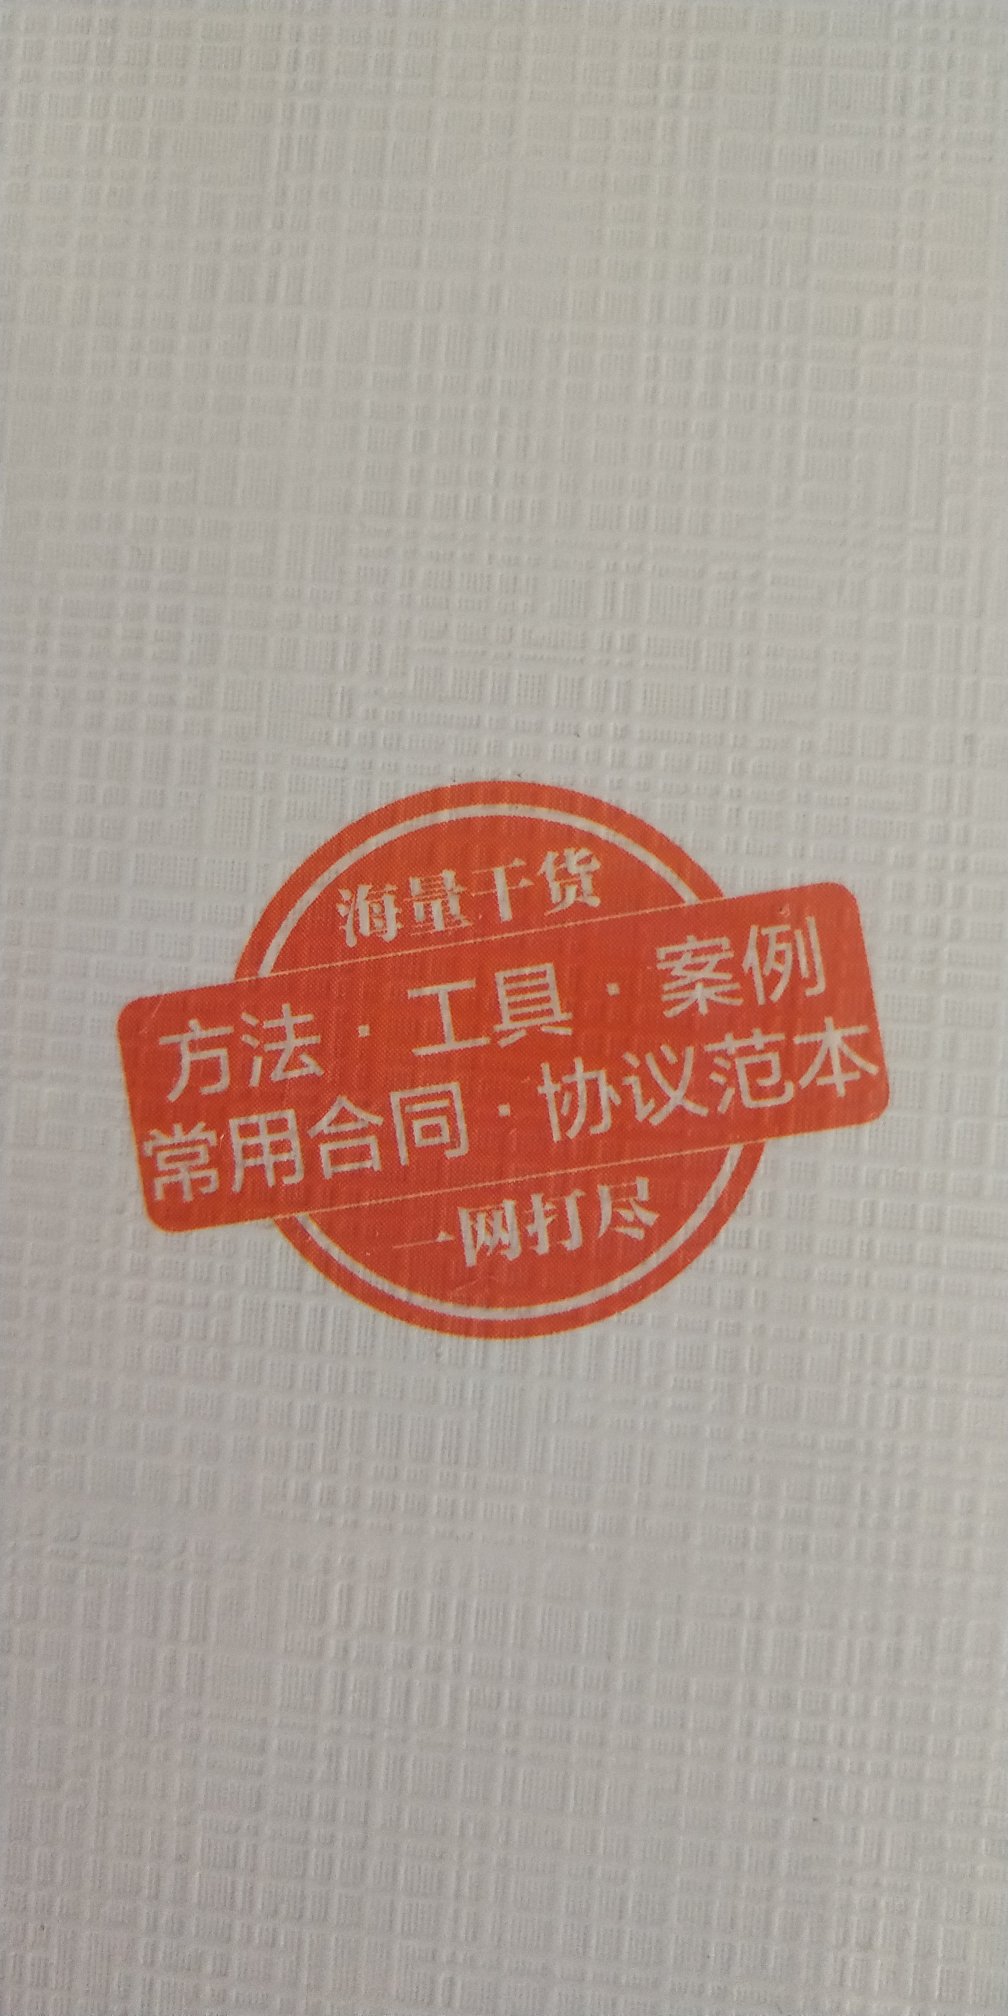 海量干货
方法·工具·案例
常用合同·协议范本
一网打尽